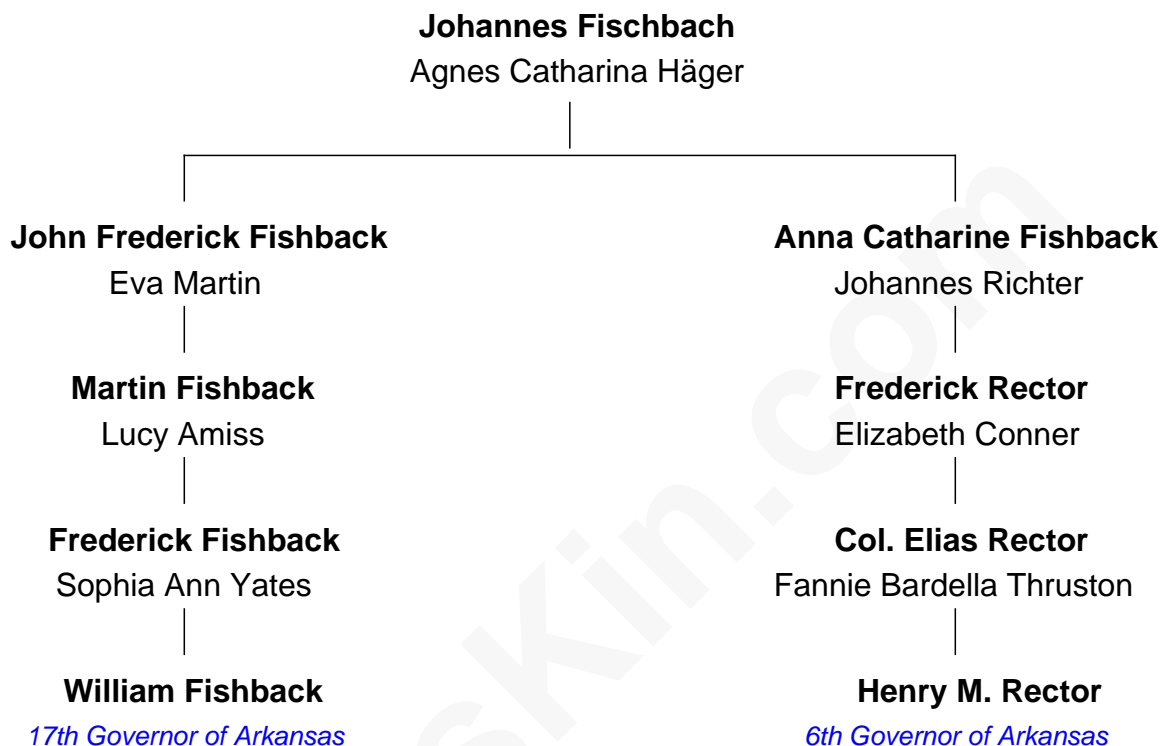 Johannes Fischbach
Agnes Catharina Häger
John Frederick Fishback
Eva Martin
Martin Fishback
Lucy Amiss
Frederick Fishback
Sophia Ann Yates
William Fishback
17th Governor of Arkansas
Anna Catharine Fishback
Johannes Richter
Frederick Rector
Elizabeth Conner
Col. Elias Rector
Fannie Bardella Thruston
Henry M. Rector
6th Governor of Arkansas